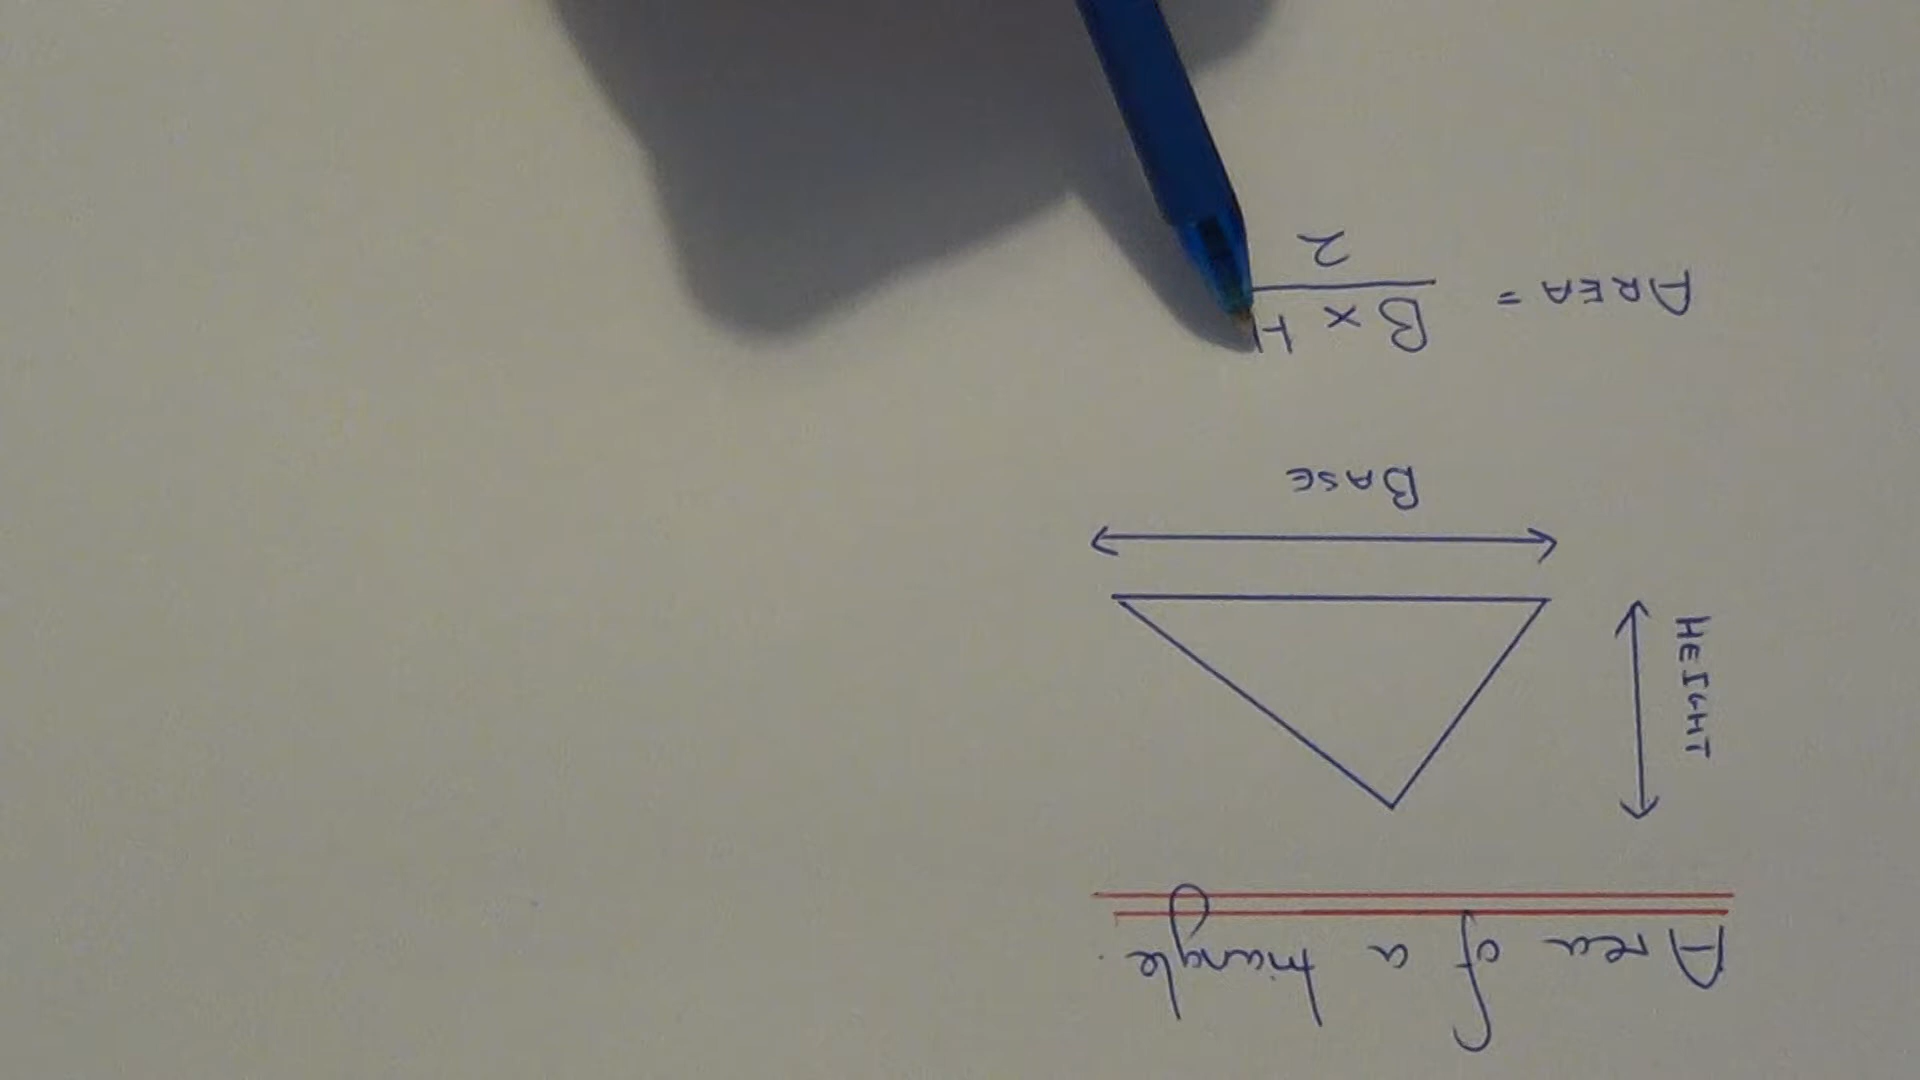 Area of a triangle.
HEIGHT
BASE
AREA = B x H
2